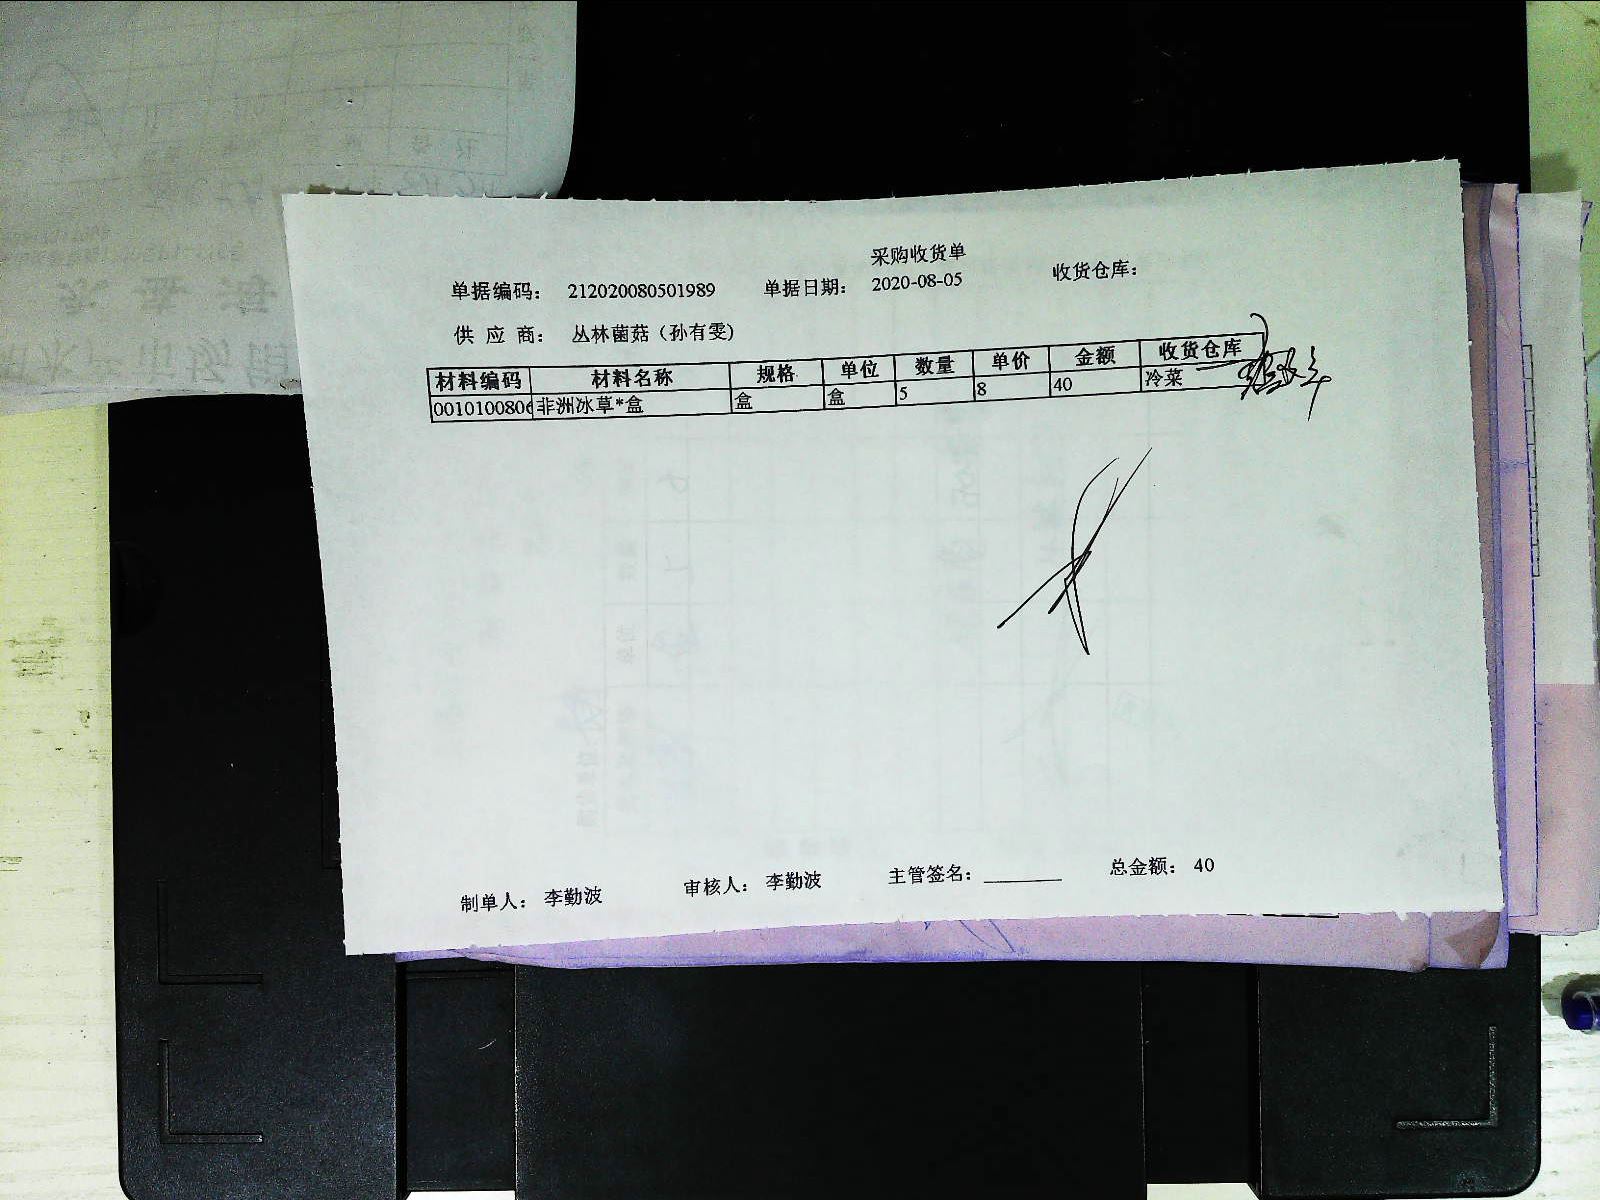 采购收货单
单据编码： 212020080501989 单据日期： 2020-08-05 收货仓库：
供 应 商： 丛林菌菇（孙有雯）
材料编码 材料名称 规格 单位 数量 单价 金额 收货仓库
0010100806 非洲冰草*盒 盒 盒 5 8 40 冷菜
制单人： 李勤波 审核人： 李勤波 主管签名：________ 总金额： 40